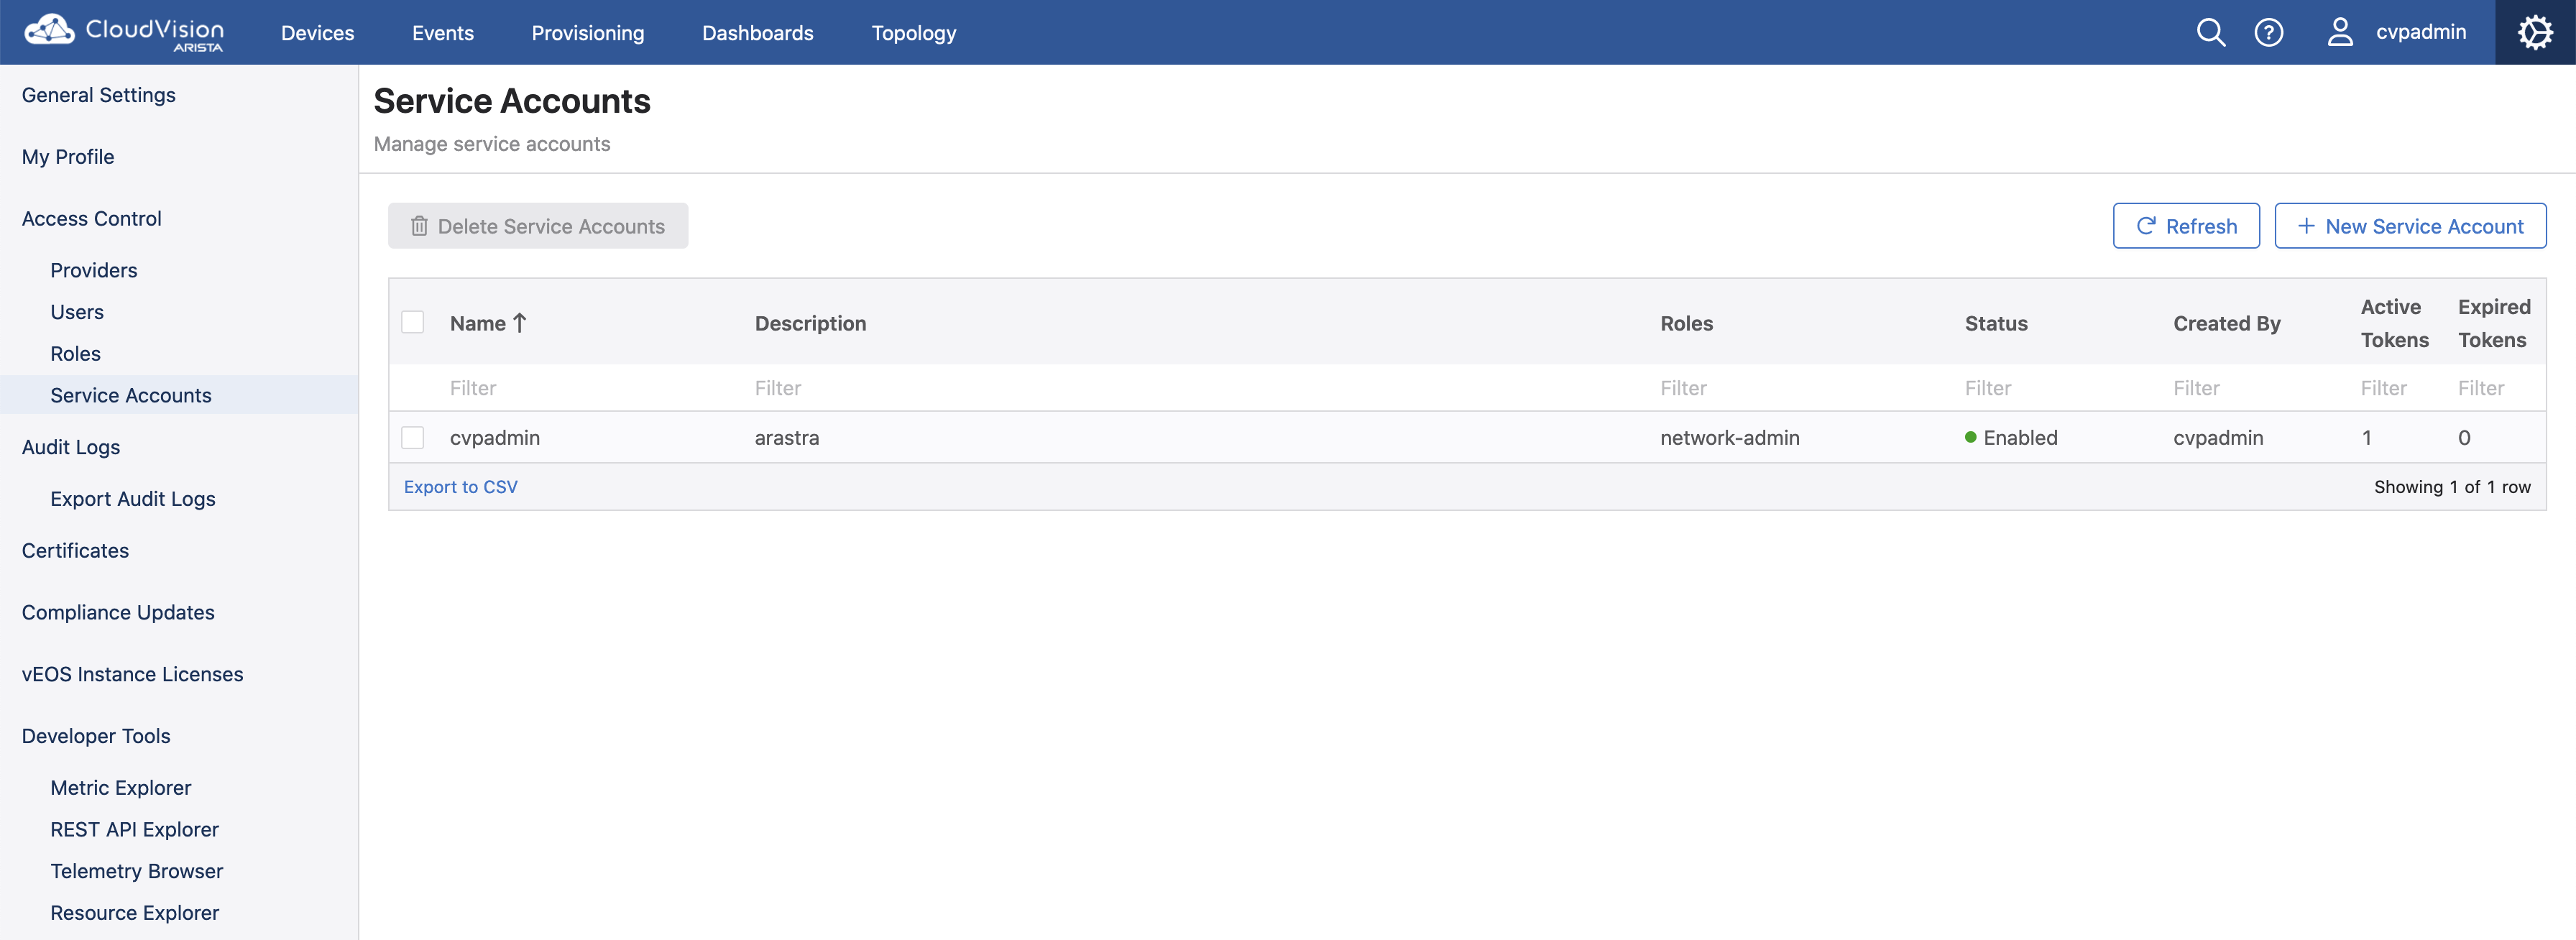 CloudVision
ARISTA
Devices
Events
Provisioning
Dashboards
Topology
cvpadmin
General Settings
My Profile
Access Control
Providers
Users
Roles
Service Accounts
Audit Logs
Export Audit Logs
Certificates
Compliance Updates
vEOS Instance Licenses
Developer Tools
Metric Explorer
REST API Explorer
Telemetry Browser
Resource Explorer
Service Accounts
Manage service accounts
Delete Service Accounts
Refresh
+ New Service Account
Name ↑ Description Roles Status Created By Active Tokens Expired Tokens
Filter Filter Filter Filter Filter Filter Filter
cvpadmin arastra network-admin Enabled cvpadmin 1 0
Export to CSV
Showing 1 of 1 row